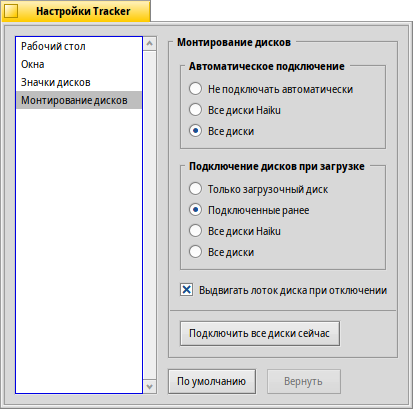 Настройки Tracker
Рабочий стол
Окна
Значки дисков
Монтирование дисков
Монтирование дисков
Автоматическое подключение
Не подключать автоматически
Все диски Haiku
Все диски
Подключение дисков при загрузке
Только загрузочный диск
Подключенные ранее
Все диски Haiku
Все диски
Выдвигать лоток диска при отключении
Подключить все диски сейчас
По умолчанию
Вернуть